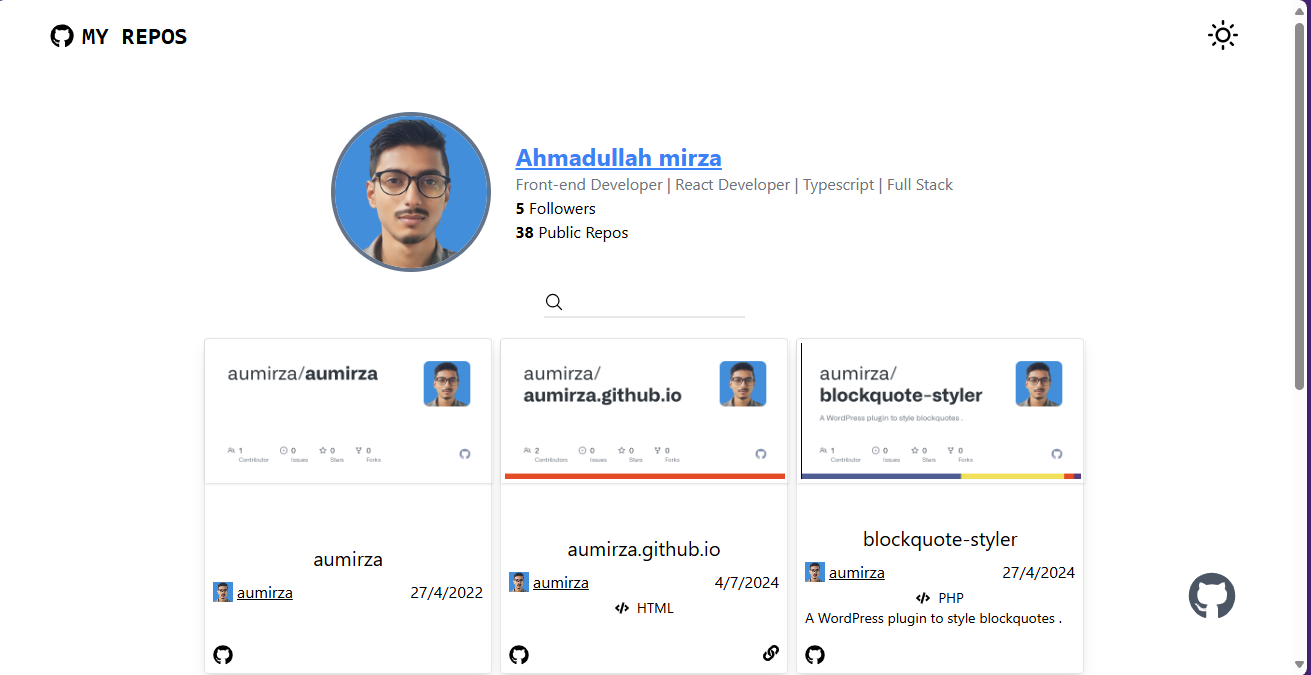 MY REPOS
Ahmadullah mirza
Front-end Developer | React Developer | Typescript | Full Stack
5 Followers
38 Public Repos
aumirza/aumirza
1 Contributor 0 Issues 0 Stars 0 Forks
aumirza
aumirza 27/4/2022
aumirza/
aumirza.github.io
2 Contributors 0 Issues 0 Stars 0 Forks
aumirza.github.io
aumirza 4/7/2024
HTML
aumirza/
blockquote-styler
A WordPress plugin to style blockquotes .
1 Contributor 0 Issues 0 Stars 0 Forks
blockquote-styler
aumirza 27/4/2024
PHP
A WordPress plugin to style blockquotes .